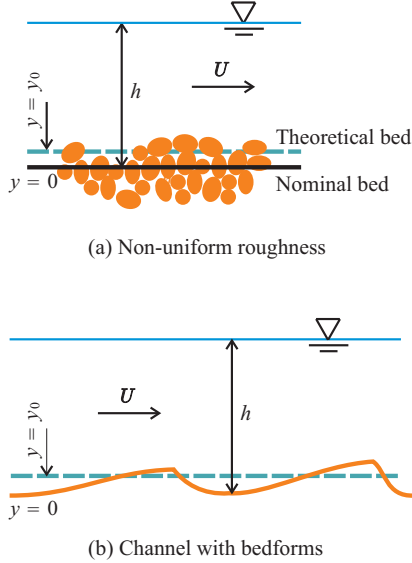 U
h
y = y₀
Theoretical bed
y = 0
Nominal bed
(a) Non-uniform roughness
U
h
y = y₀
y = 0
(b) Channel with bedforms